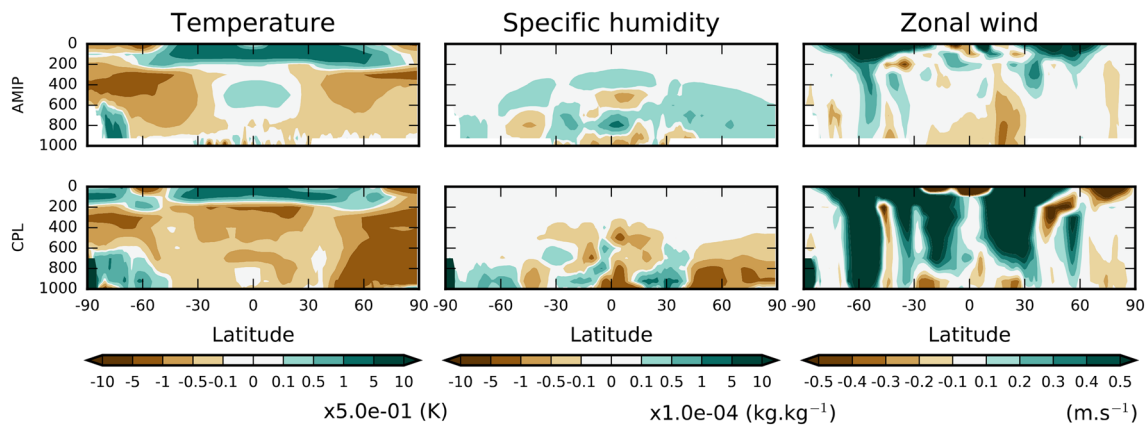 Temperature Specific humidity Zonal wind
AMIP
0
200
400
600
800
1000
CPL
0
200
400
600
800
1000
-90 -60 -30 0 30 60 90 -60 -30 0 30 60 90 -60 -30 0 30 60 90
Latitude Latitude Latitude
-10 -5 -1 -0.5 -0.1 0 0.1 0.5 1 5 10 -10 -5 -1 -0.5 -0.1 0 0.1 0.5 1 5 10 -0.5 -0.4 -0.3 -0.2 -0.1 0.1 0.2 0.3 0.4 0.5
x5.0e-01 (K) x1.0e-04 (kg.kg⁻¹) (m.s⁻¹)